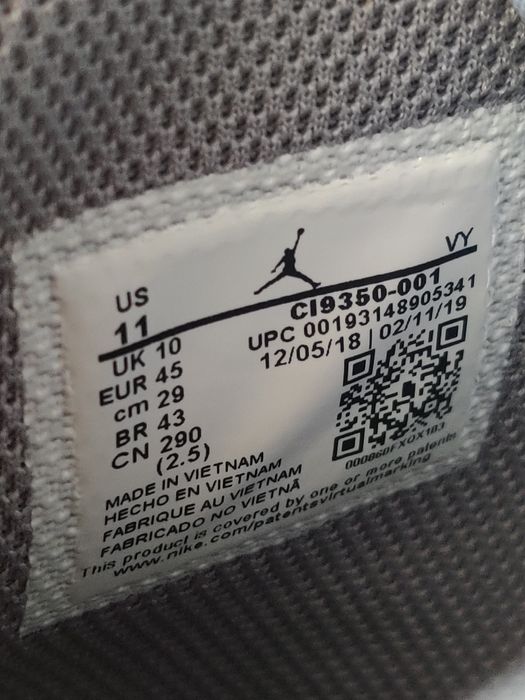 US
11
UK 10
EUR 45
cm 29
BR 43
CN 290
(2.5)
VY
CI9350-001
UPC 00193148905341
12/05/18 | 02/11/19
000860FXOX103
MADE IN VIETNAM
HECHO EN VIETNAM
FABRIQUE AU VIETNAM
FABRICADO NO VIETNÃ
This product is covered by one or more patents
www.nike.com/patentsvirtualmarking